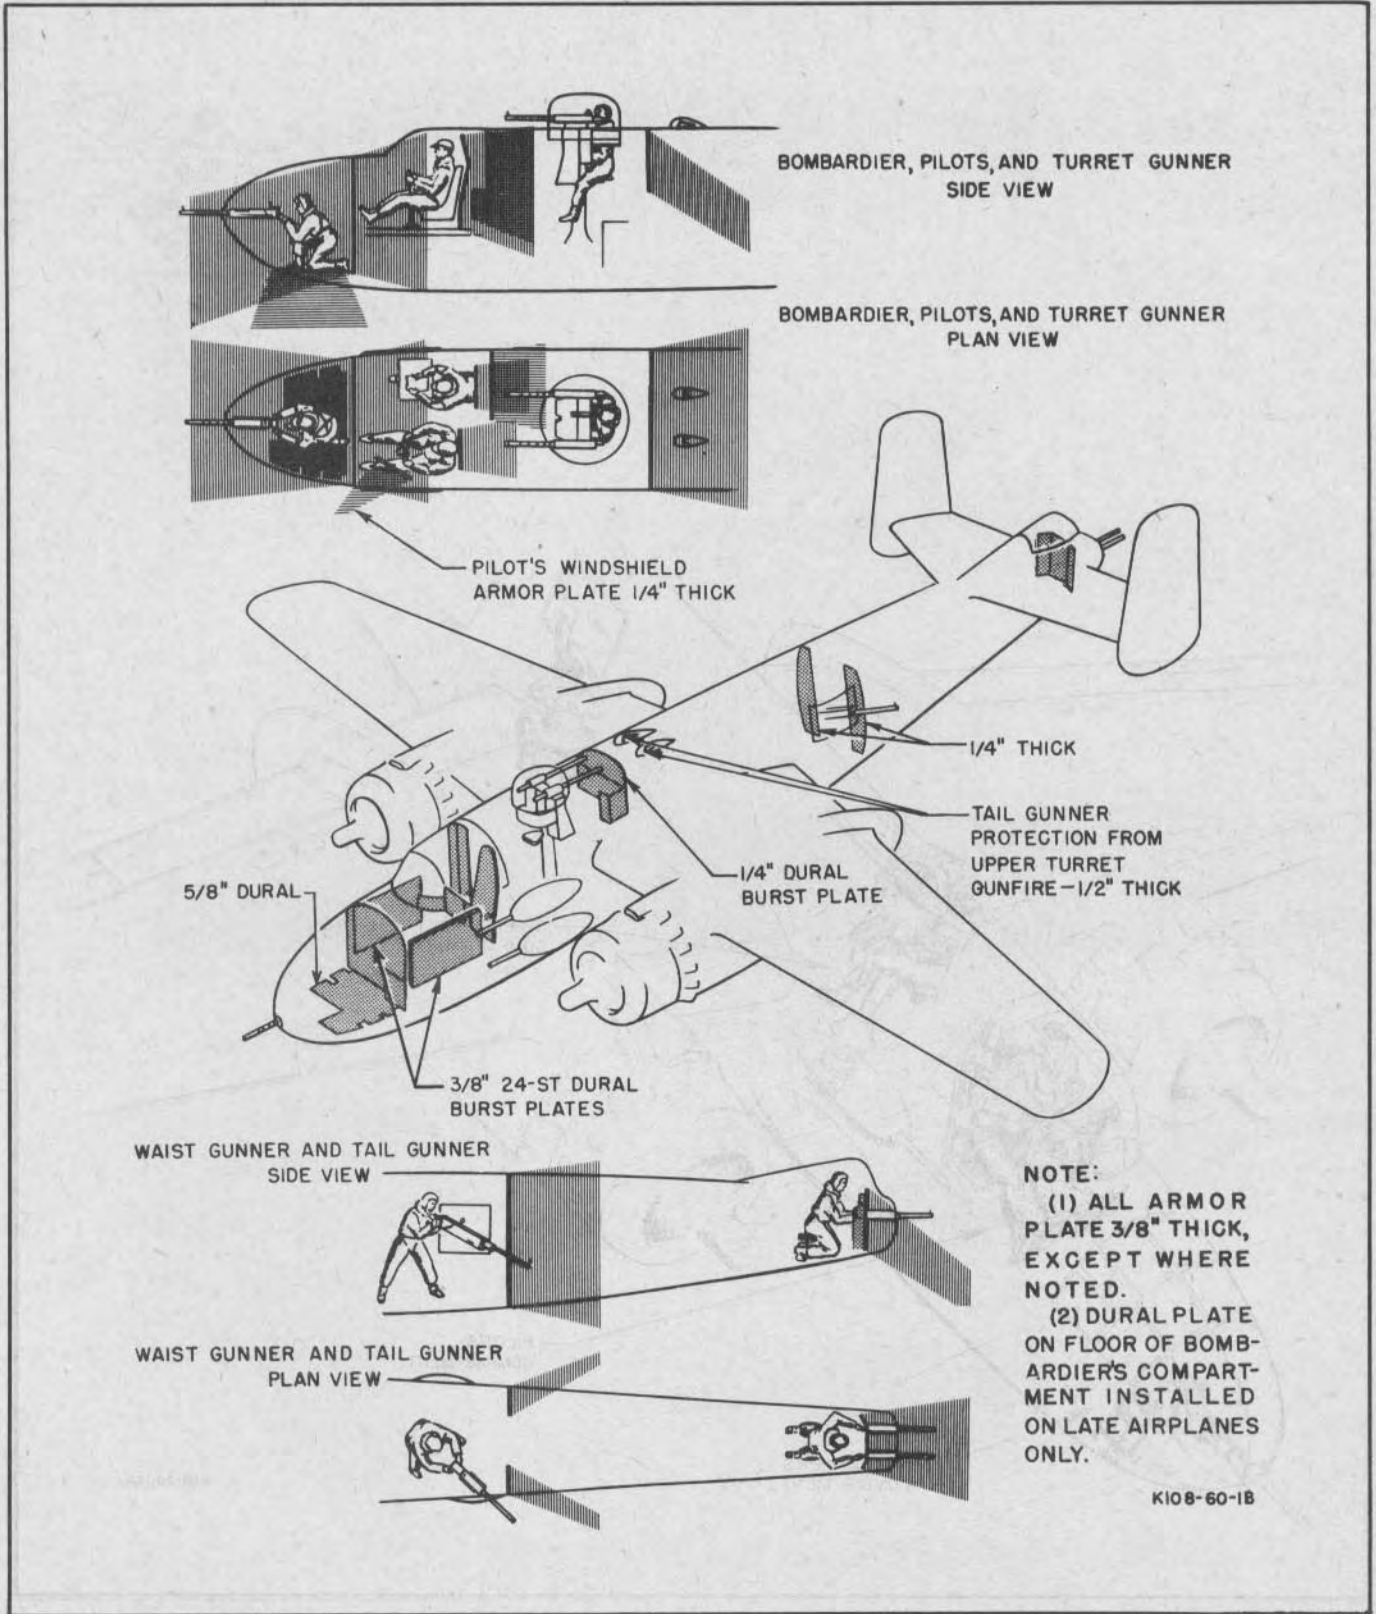 BOMBARDIER, PILOTS, AND TURRET GUNNER
SIDE VIEW
BOMBARDIER, PILOTS, AND TURRET GUNNER
PLAN VIEW
PILOT'S WINDSHIELD
ARMOR PLATE 1/4" THICK
1/4" THICK
TAIL GUNNER
PROTECTION FROM
UPPER TURRET
GUNFIRE-1/2" THICK
1/4" DURAL
BURST PLATE
5/8" DURAL
3/8" 24-ST DURAL
BURST PLATES
WAIST GUNNER AND TAIL GUNNER
SIDE VIEW
WAIST GUNNER AND TAIL GUNNER
PLAN VIEW
NOTE:
(1) ALL ARMOR
PLATE 3/8" THICK,
EXCEPT WHERE
NOTED.
(2) DURAL PLATE
ON FLOOR OF BOMB-
ARDIER'S COMPART-
MENT INSTALLED
ON LATE AIRPLANES
ONLY.
K108-60-1B